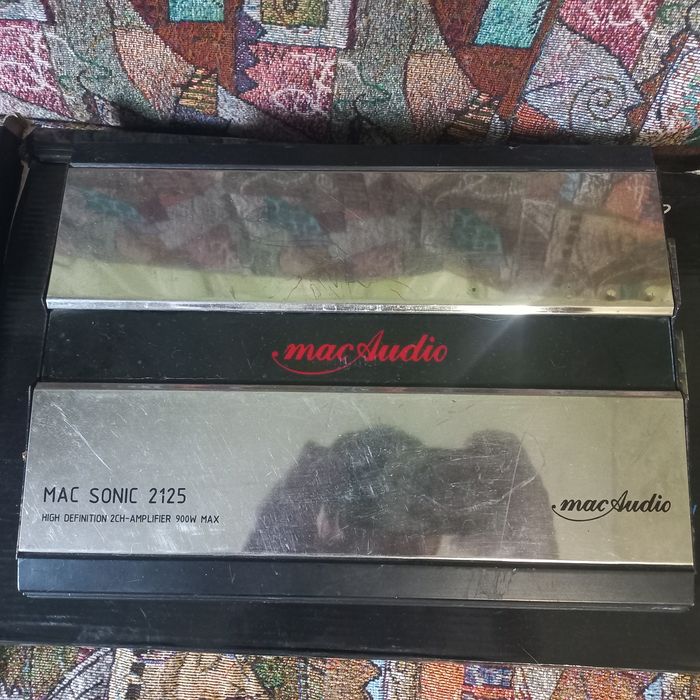 macAudio
MAC SONIC 2125
HIGH DEFINITION 2CH-AMPLIFIER 900W MAX
macAudio